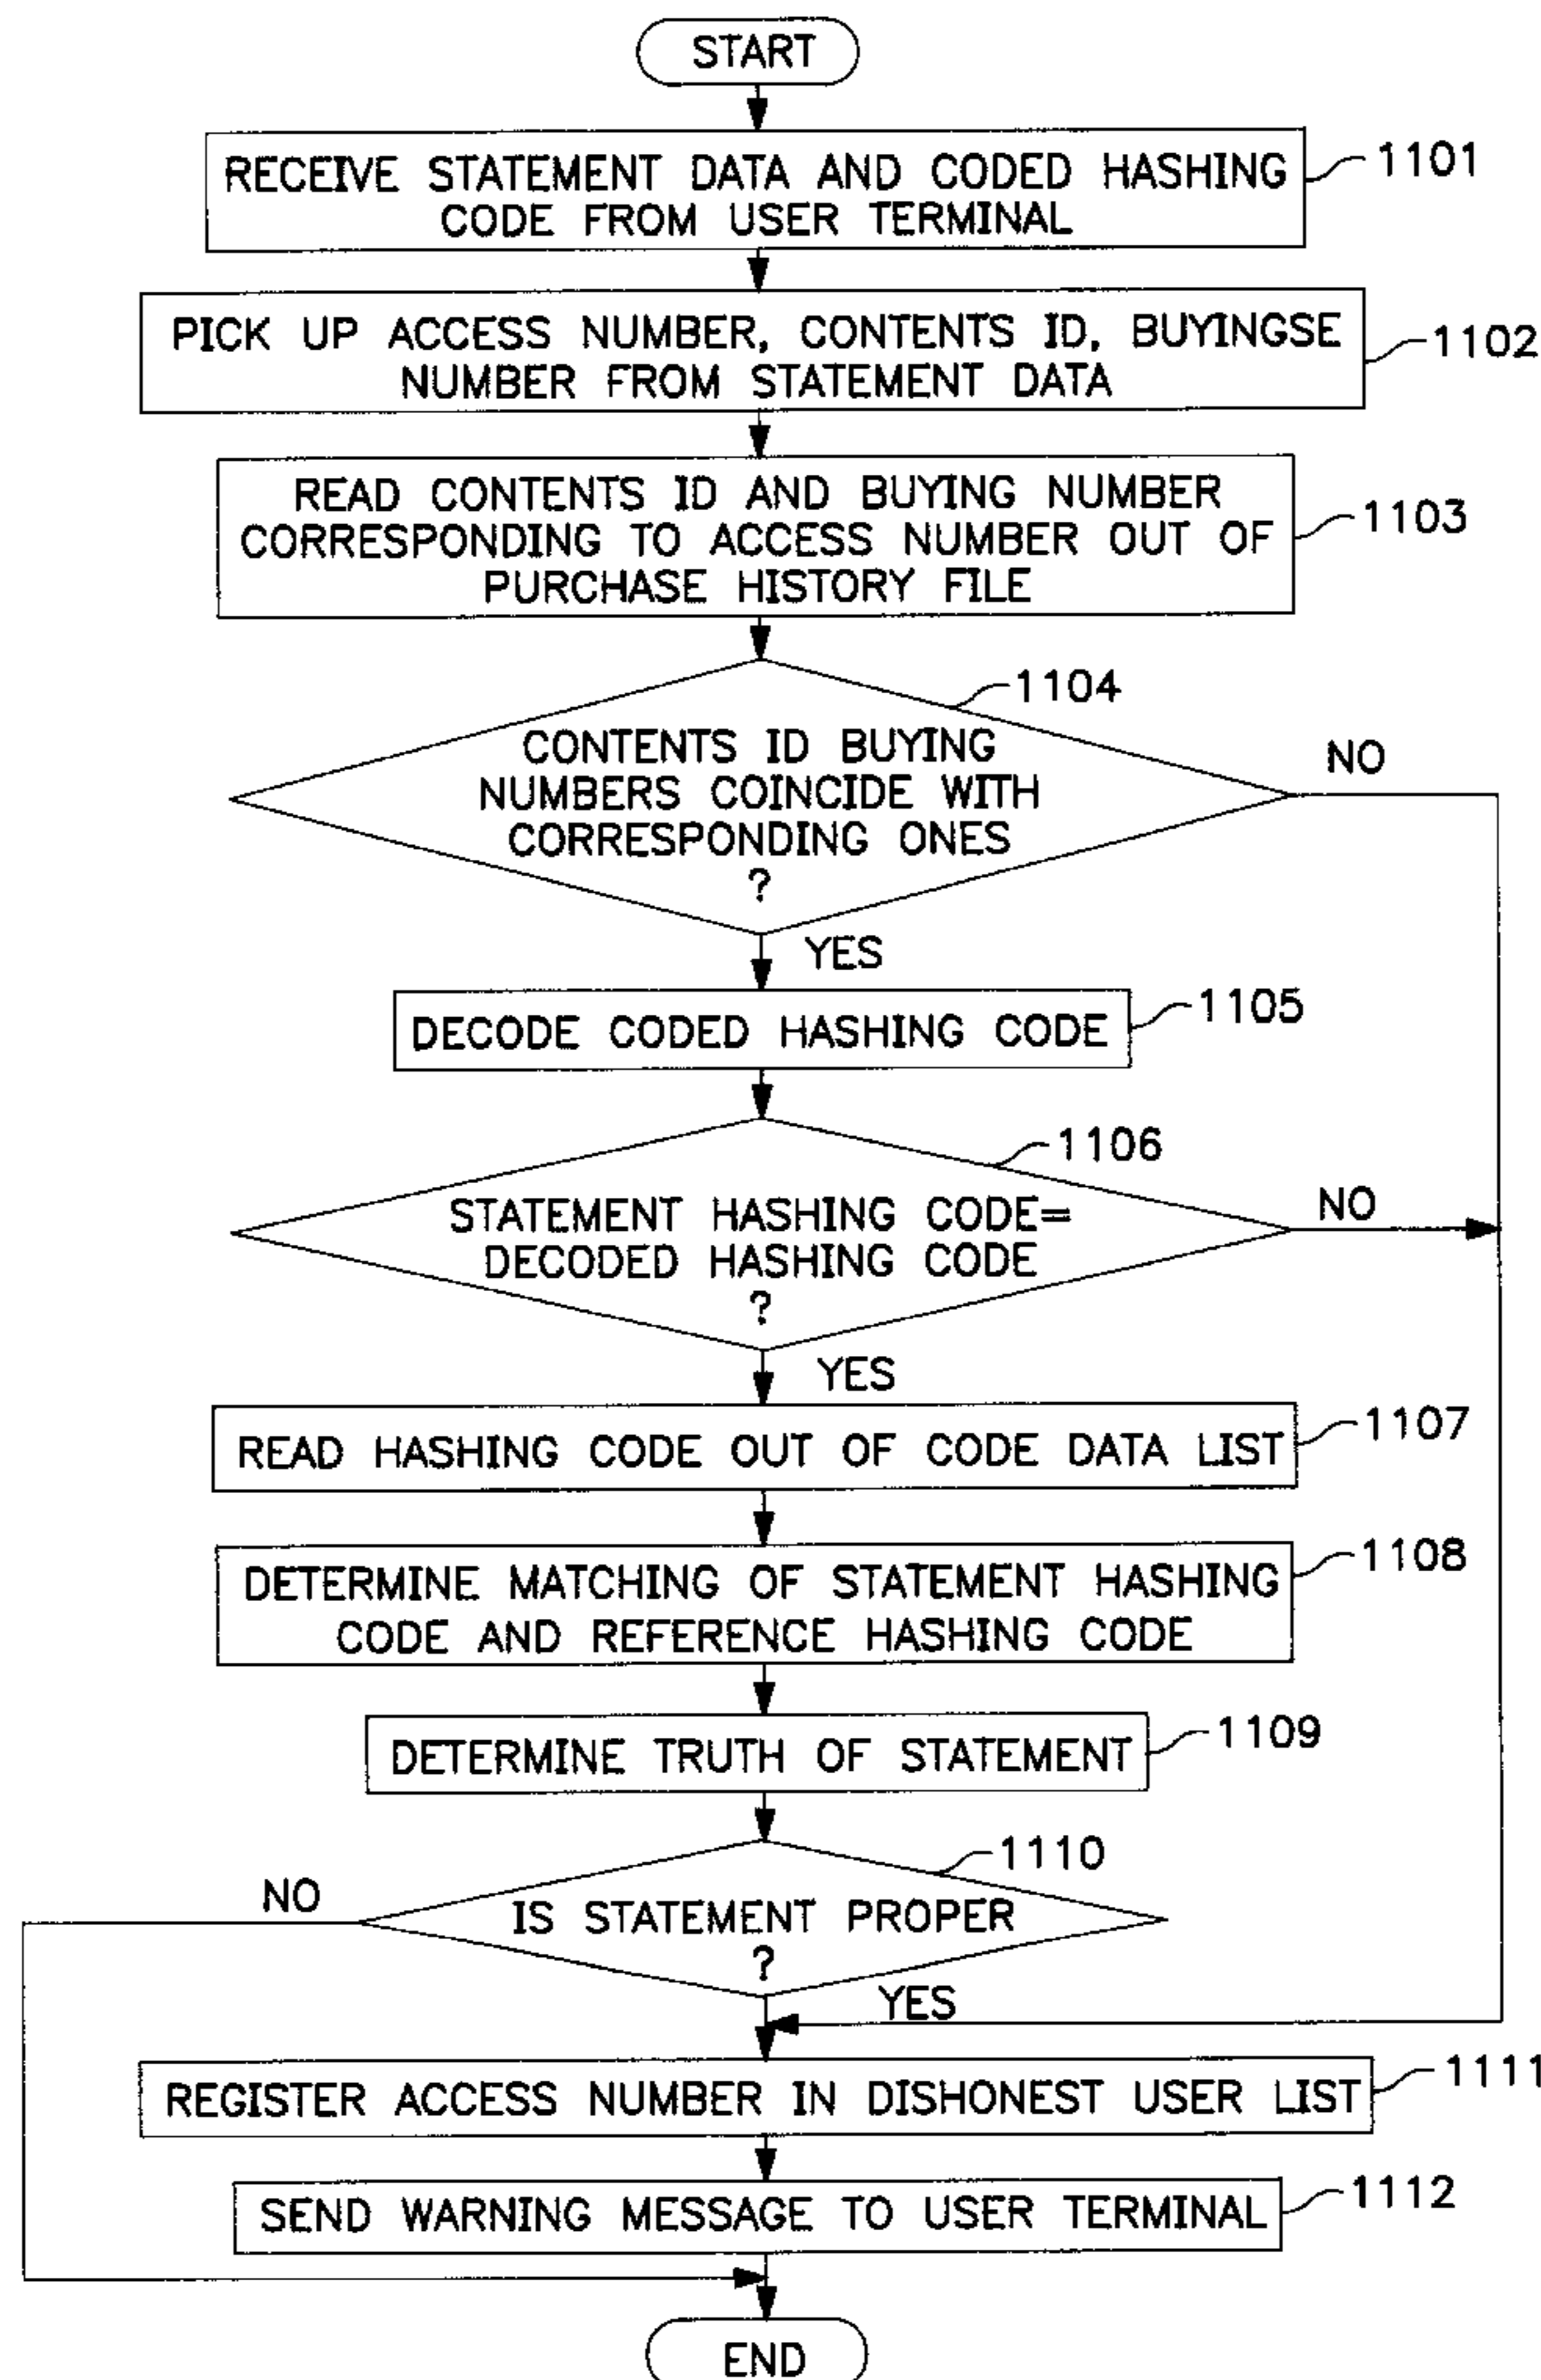 START
RECEIVE STATEMENT DATA AND CODED HASHING
CODE FROM USER TERMINAL
1101
PICK UP ACCESS NUMBER, CONTENTS ID, BUYINGSE
NUMBER FROM STATEMENT DATA
1102
READ CONTENTS ID AND BUYING NUMBER
CORRESPONDING TO ACCESS NUMBER OUT OF
PURCHASE HISTORY FILE
1103
1104
CONTENTS ID BUYING
NUMBERS COINCIDE WITH
CORRESPONDING ONES
?
NO
YES
DECODE CODED HASHING CODE
1105
1106
STATEMENT HASHING CODE=
DECODED HASHING CODE
?
NO
YES
READ HASHING CODE OUT OF CODE DATA LIST
1107
DETERMINE MATCHING OF STATEMENT HASHING
CODE AND REFERENCE HASHING CODE
1108
DETERMINE TRUTH OF STATEMENT
1109
1110
NO
IS STATEMENT PROPER
?
YES
REGISTER ACCESS NUMBER IN DISHONEST USER LIST
1111
SEND WARNING MESSAGE TO USER TERMINAL
1112
END